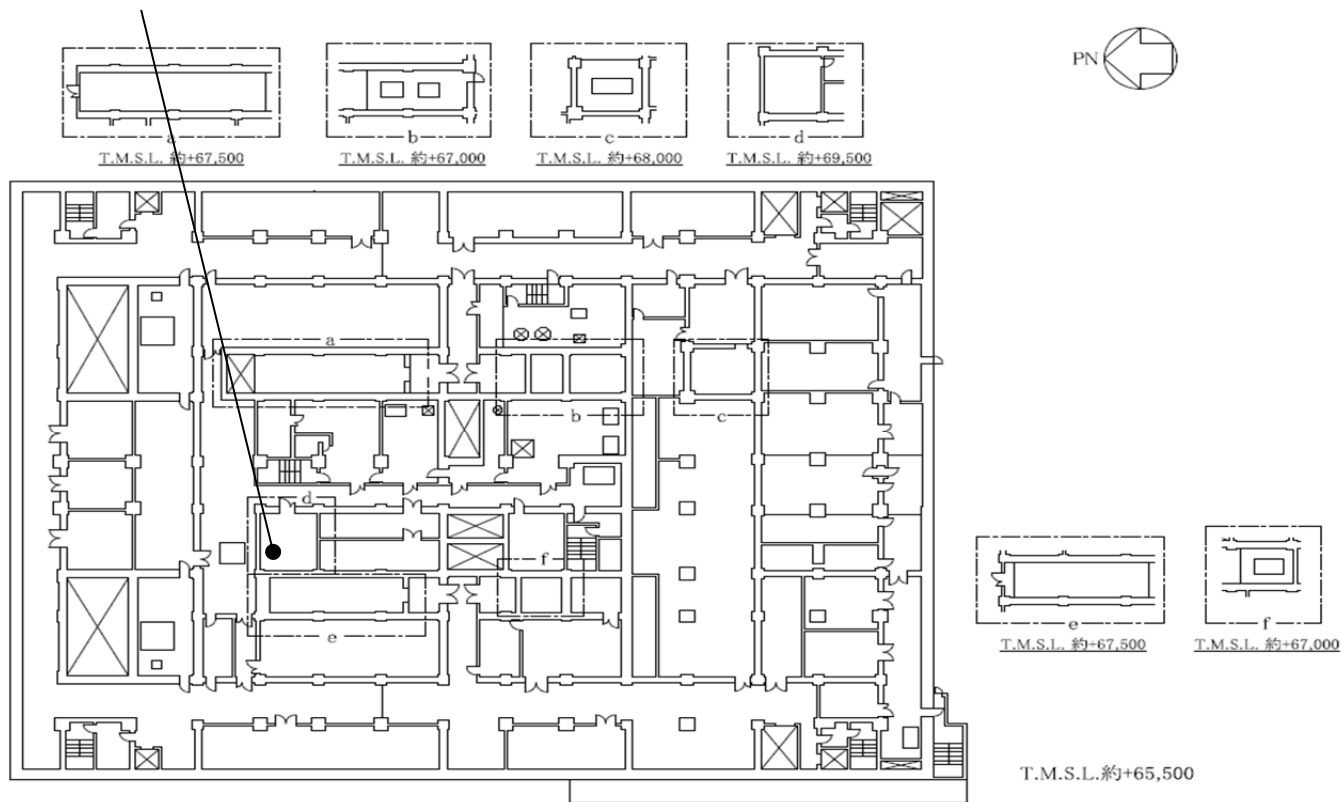 PN
a
T.M.S.L. 約+67,500
b
T.M.S.L. 約+67,000
c
T.M.S.L. 約+68,000
d
T.M.S.L. 約+69,500
a
b
c
d
f
e
e
T.M.S.L. 約+67,500
f
T.M.S.L. 約+67,000
T.M.S.L.約+65,500